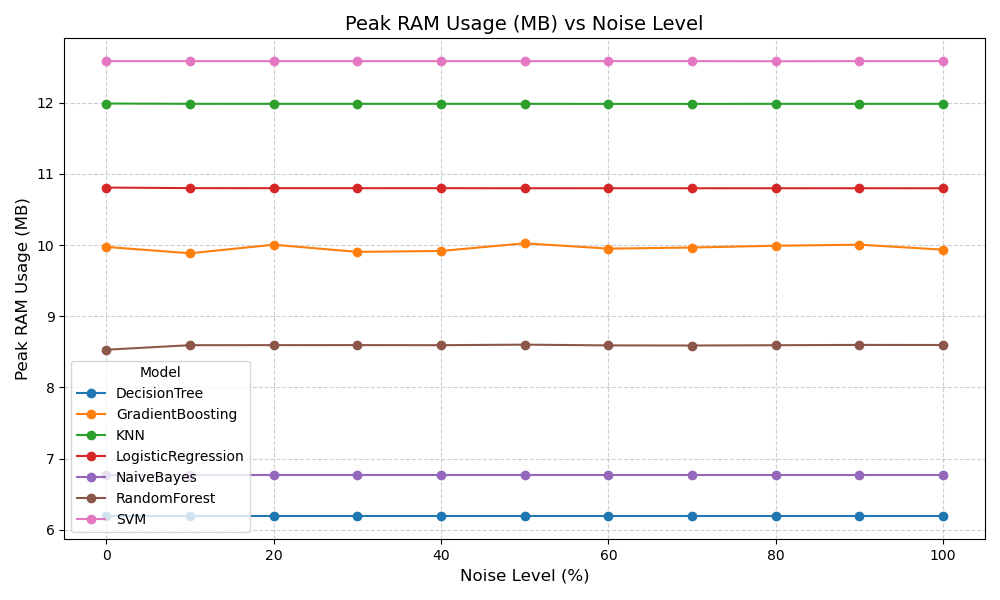 Peak RAM Usage (MB) vs Noise Level
Peak RAM Usage (MB)
12
11
10
9
8
7
6
Model
DecisionTree
GradientBoosting
KNN
LogisticRegression
NaiveBayes
RandomForest
SVM
0 20 40 60 80 100
Noise Level (%)